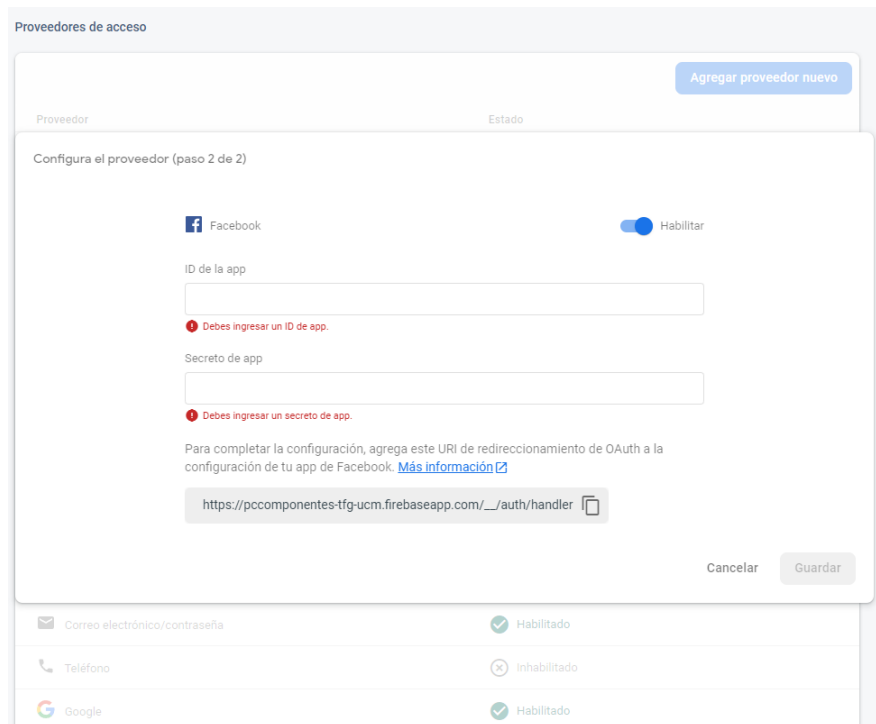 Proveedores de acceso
Agregar proveedor nuevo
Proveedor Estado
Configura el proveedor (paso 2 de 2)
Facebook Habilitar
ID de la app
Debes ingresar un ID de app.
Secreto de app
Debes ingresar un secreto de app.
Para completar la configuración, agrega este URI de redireccionamiento de OAuth a la
configuración de tu app de Facebook. Más información
https://pccomponentes-tfg-ucm.firebaseapp.com/__/auth/handler
Cancelar Guardar
Correo electrónico/contraseña Habilitado
Teléfono Inhabilitado
Google Habilitado